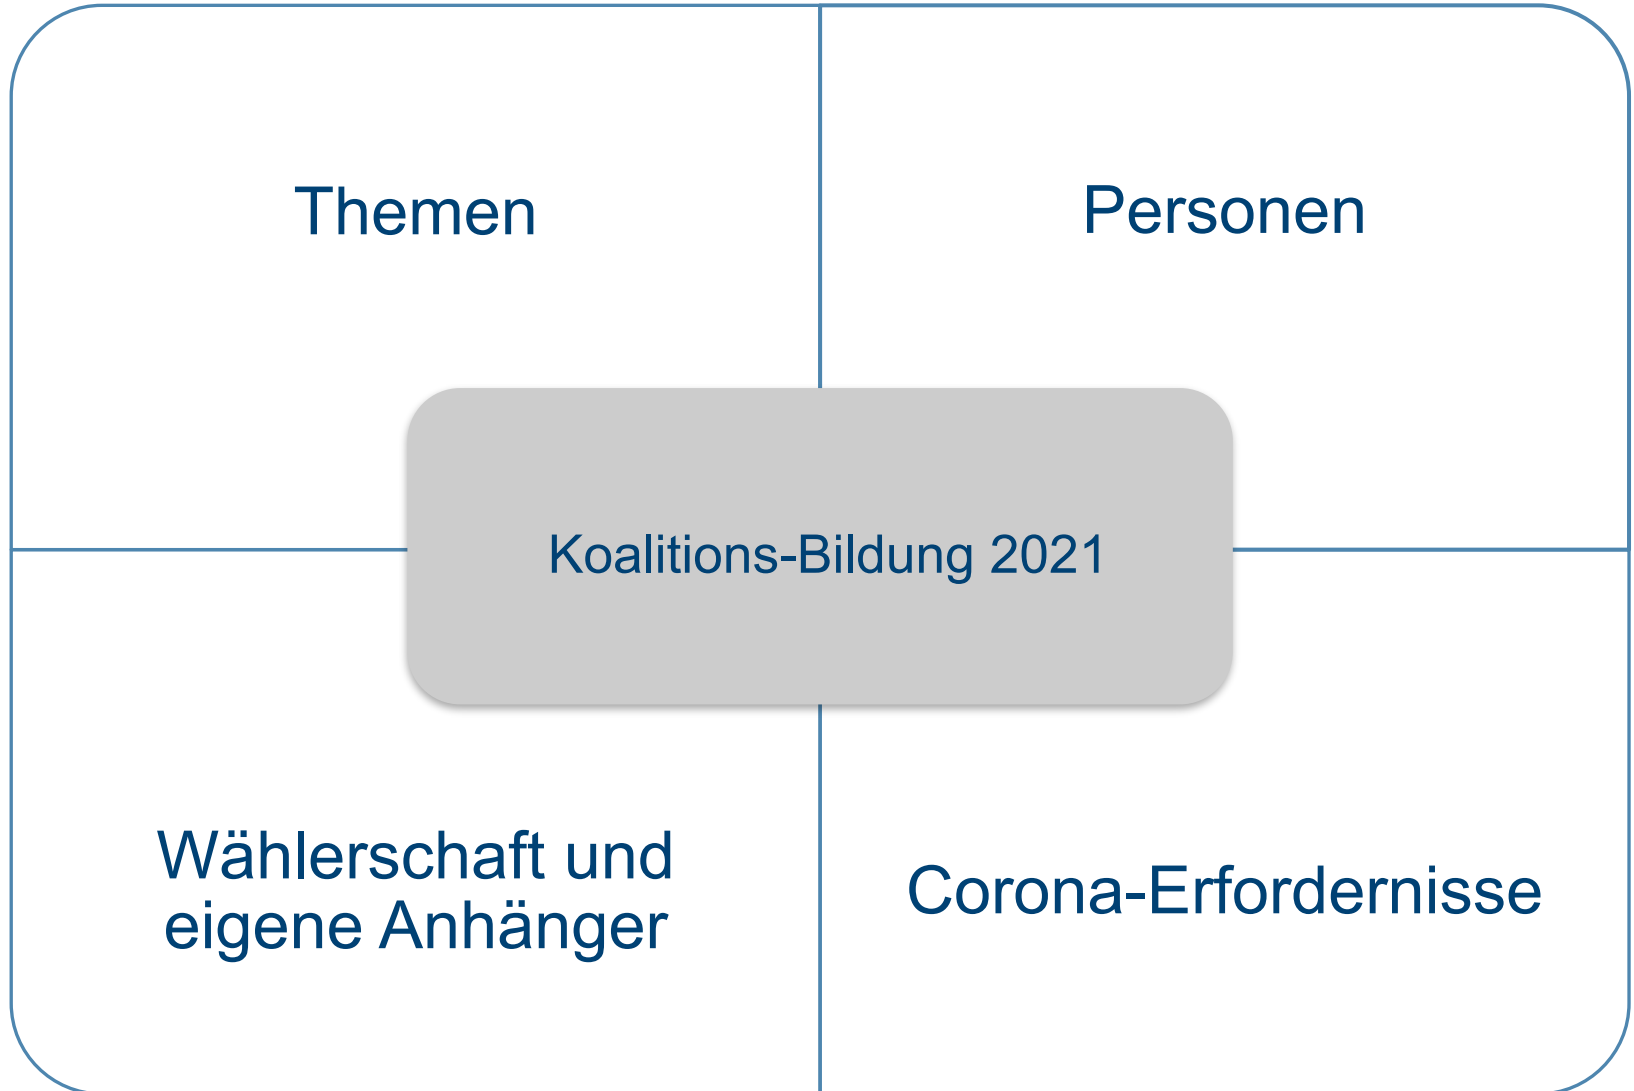 Themen
Personen
Koalitions-Bildung 2021
Wählerschaft und
eigene Anhänger
Corona-Erfordernisse